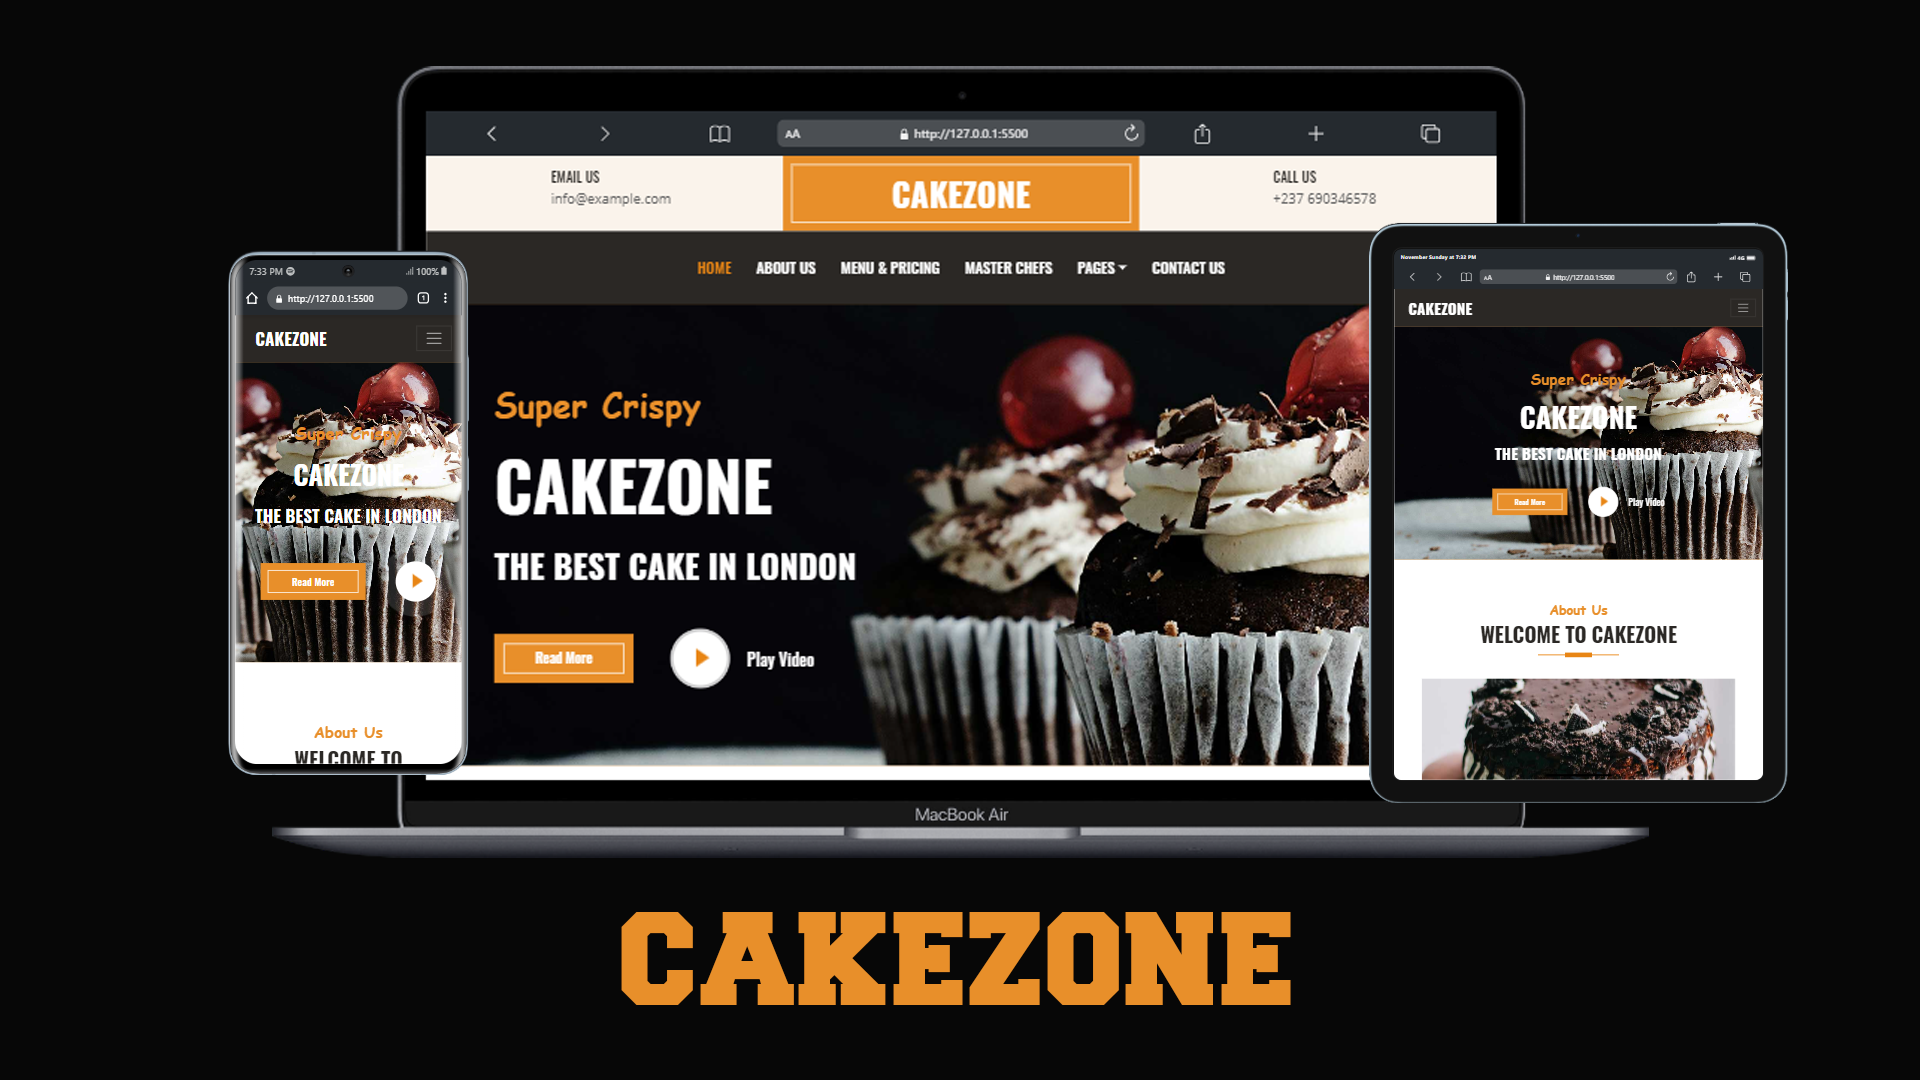 AA http://127.0.0.1:5500
EMAIL US
info@example.com
CAKEZONE
CALL US
+237 690346578
HOME ABOUT US MENU & PRICING MASTER CHEFS PAGES CONTACT US
Super Crispy
CAKEZONE
THE BEST CAKE IN LONDON
Read More Play Video
MacBook Air
7:33 PM 100%
http://127.0.0.1:5500 1
CAKEZONE
Super Crispy
CAKEZONE
THE BEST CAKE IN LONDON
Read More
About Us
WELCOME TO
November Sunday at 7:33 PM 4G
AA http://127.0.0.1:5500
CAKEZONE
Super Crispy
CAKEZONE
THE BEST CAKE IN LONDON
Read More Play Video
About Us
WELCOME TO CAKEZONE
CAKEZONE